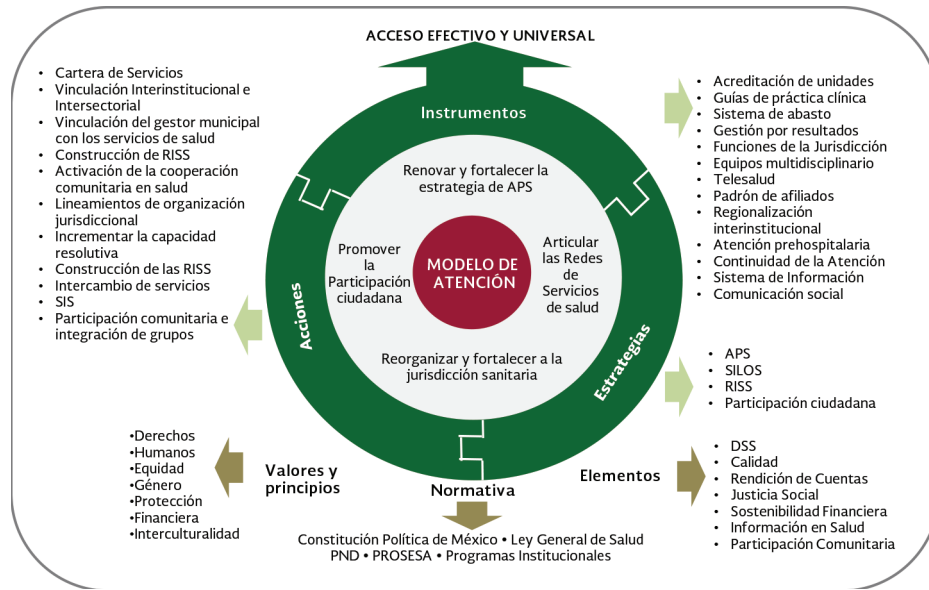 ACCESO EFECTIVO Y UNIVERSAL
• Cartera de Servicios
• Vinculación Interinstitucional e
Intersectorial
• Vinculación del gestor municipal
con los servicios de salud
• Construcción de RISS
• Activación de la cooperación
comunitaria en salud
• Lineamientos de organización
jurisdiccional
• Incrementar la capacidad
resolutiva
• Construcción de las RISS
• Intercambio de servicios
• SIS
• Participación comunitaria e
integración de grupos
Instrumentos
Renovar y fortalecer la
estrategia de APS
Promover
la
Participación
ciudadana
MODELO DE
ATENCIÓN
Articular
las Redes
de
Servicios
de salud
Reorganizar y fortalecer a la
jurisdicción sanitaria
Acciones
Estrategias
• Acreditación de unidades
• Guías de práctica clínica
• Sistema de abasto
• Gestión por resultados
• Funciones de la Jurisdicción
• Equipos multidisciplinario
• Telesalud
• Padrón de afiliados
• Regionalización
interinstitucional
• Atención prehospitalaria
• Continuidad de la Atención
• Sistema de Información
• Comunicación social
• APS
• SILOS
• RISS
• Participación ciudadana
•Derechos
•Humanos
•Equidad
•Género
•Protección
•Financiera
•Interculturalidad
Valores y
principios
Normativa
Elementos
• DSS
• Calidad
• Rendición de Cuentas
• Justicia Social
• Sostenibilidad Financiera
• Información en Salud
• Participación Comunitaria
Constitución Política de México • Ley General de Salud
PND • PROSESA • Programas Institucionales